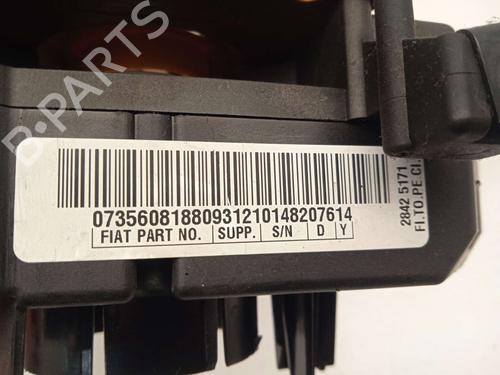 B-PARTS
07356081880931210148207614
FIAT PART NO. SUPP. S/N D Y
2842 5171
FI.TO.PE CI.